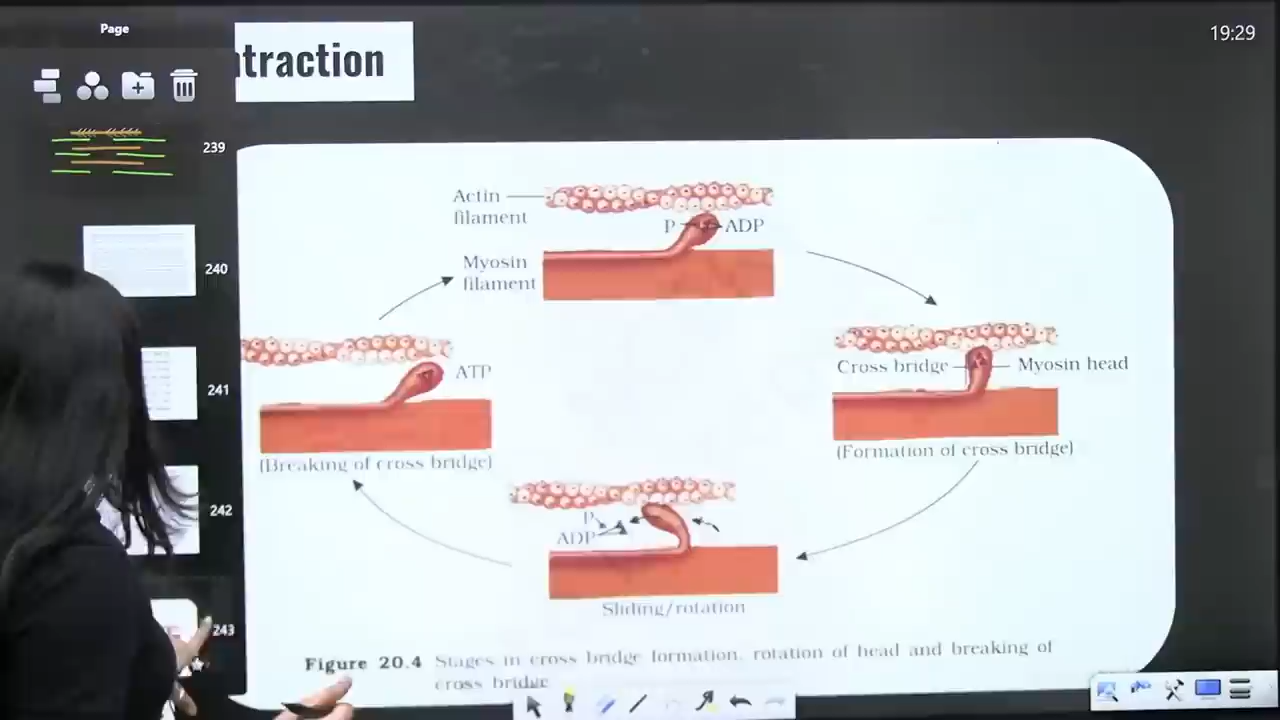 Page
19:29
traction
239
240
241
242
243
Actin
filament
P
ADP
Myosin
filament
ATP
(Breaking of cross bridge)
Cross bridge
Myosin head
(Formation of cross bridge)
P
ADP
Sliding/rotation
Figure 20.4 Stages in cross bridge formation, rotation of head and breaking of
cross bridge